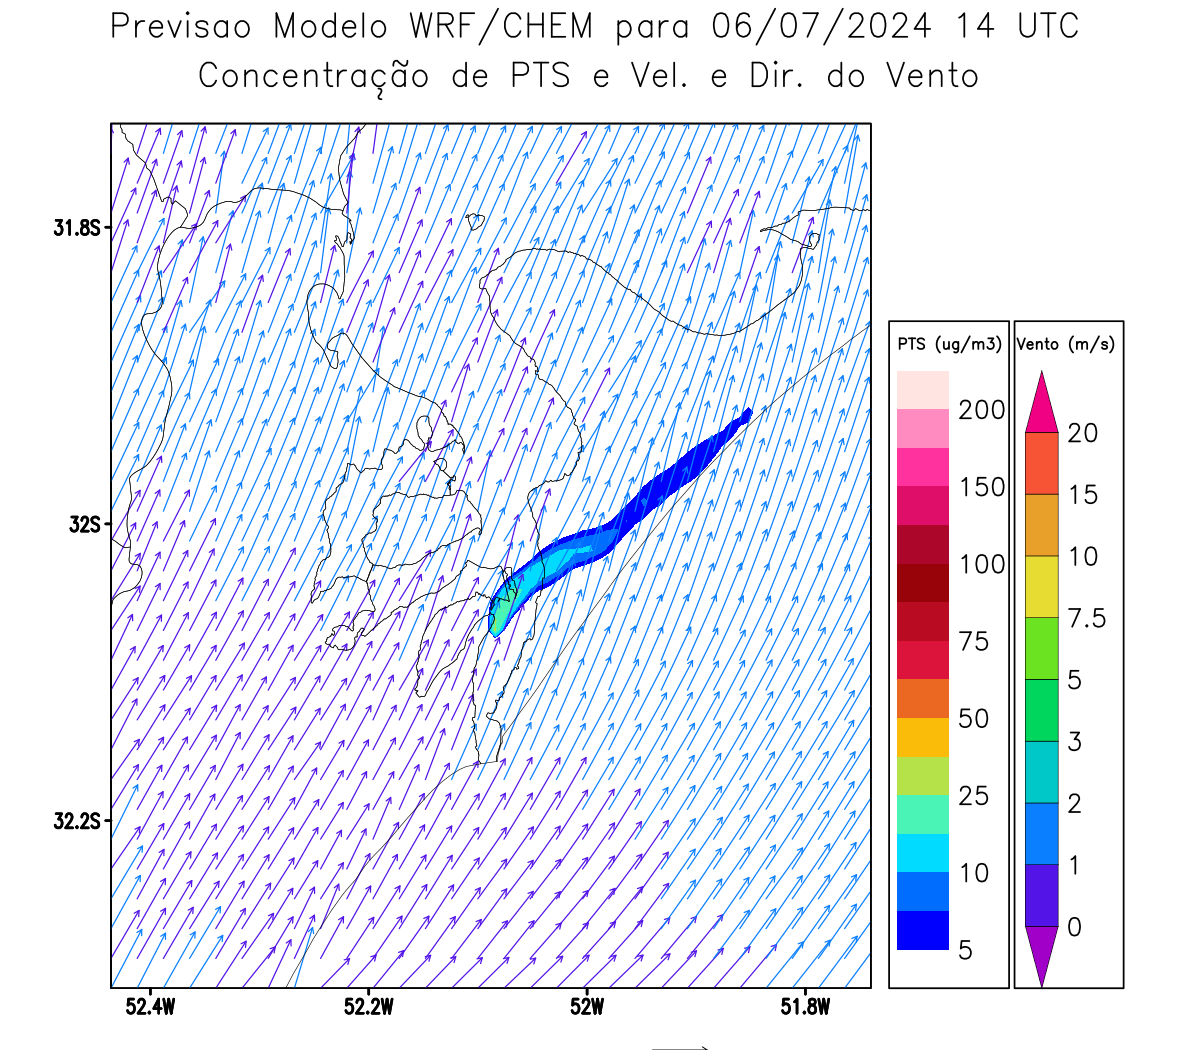 Previsao Modelo WRF/CHEM para 06/07/2024 14 UTC
Concentração de PTS e Vel. e Dir. do Vento
31.8S
32S
32.2S
52.4W
52.2W
52W
51.8W
PTS (ug/m3)
200
150
100
75
50
25
10
5
Vento (m/s)
20
15
10
7.5
5
3
2
1
0